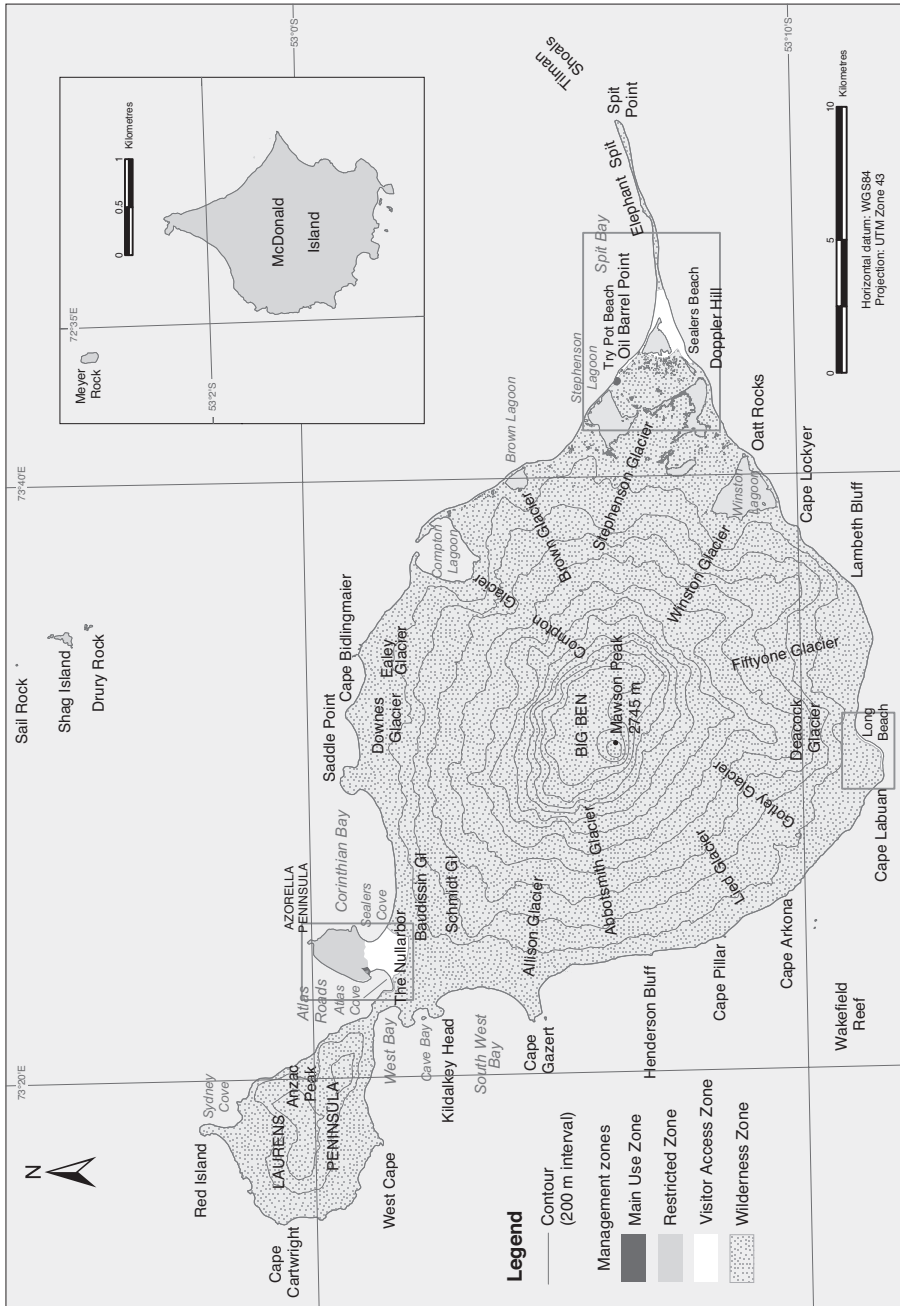 N
73°20'E
73°40'E
53°0'S
53°10'S
Sail Rock
Shag Island
Drury Rock
72°35'E
53°2'S
Meyer
Rock
McDonald
Island
0
0.5
1
Kilometres
Tilman
Shoals
Red Island
Sydney
Cove
Cape
Cartwright
LAURENS
PENINSULA
Anzac
Peak
West Cape
AZORELLA
PENINSULA
Atlas
Roads
Atlas
Cove
Corinthian Bay
Sealers
Cove
The Nullarbor
West Bay
Cave Bay
Kildalkey Head
South West
Bay
Cape
Gazert
Henderson Bluff
Cape Pillar
Cape Arkona
Wakefield
Reef
Saddle Point
Cape Bidlingmaier
Downes
Glacier
Ealey
Glacier
Baudissin Gl
Schmidt Gl
Allison Glacier
Abbotsmith Glacier
Lied Glacier
Gotley Glacier
Deacock
Glacier
Fiftyone Glacier
Winston Glacier
Stephenson Glacier
Brown Glacier
Compton
Glacier
BIG BEN
Mawson Peak
2745 m
Compton
Lagoon
Brown Lagoon
Stephenson
Lagoon
Winston
Lagoon
Try Pot Beach
Oil Barrel Point
Spit Bay
Elephant Spit
Spit
Point
Sealers Beach
Doppler Hill
Oatt Rocks
Cape Lockyer
Lambeth Bluff
Long
Beach
Cape Labuan
Legend
Contour
(200 m interval)
Management zones
Main Use Zone
Restricted Zone
Visitor Access Zone
Wilderness Zone
0
5
10
Kilometres
Horizontal datum: WGS84
Projection: UTM Zone 43